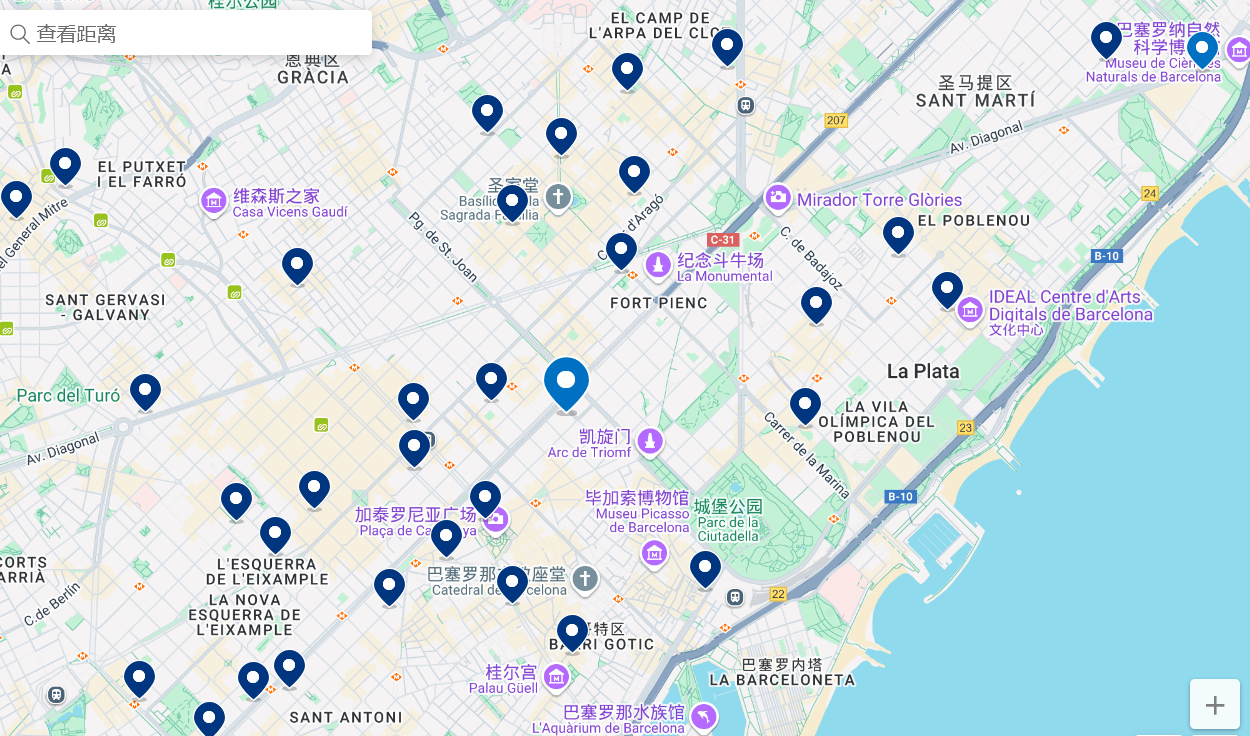 桂尔公园
查看距离
EL CAMP DE
L'ARPA DEL CLO
恩典区
GRÀCIA
巴塞罗纳自然
科学博
Museu de Ciències
Naturals de Barcelona
圣马提区
SANT MARTÍ
207
Av. Diagonal
EL PUTXET
I EL FARRÓ
维森斯之家
Casa Vicens Gaudí
圣家堂
Basílica
la
Sagrada Família
24
Mirador Torre Glòries
EL POBLENOU
el General Mitre
Pg. de St. Joan
d'Aragó
C-31
C. de Badajoz
B-10
纪念斗牛场
La Monumental
SANT GERVASI
- GALVANY
FORT PIENC
IDEAL Centre d'Arts
Digitals de Barcelona
文化中心
La Plata
Parc del Turó
LA VILA
OLÍMPICA DEL
POBLENOU
23
Av. Diagonal
凯旋门
Arc de Triomf
Carrer de la Marina
B-10
加泰罗尼亚广场
Plaça de Ca
ya
毕加索博物馆
Museu Picasso
de Barcelona
城堡公园
Parc de la
Ciutadella
CORTS
ARRIÀ
L'ESQUERRA
DE L'EIXAMPLE
巴塞罗那
座堂
Catedral de
celona
C.de Berlín
LA NOVA
ESQUERRA DE
L'EIXAMPLE
22
特区
BARRI GOTIC
巴塞罗内塔
LA BARCELONETA
桂尔宫
Palau Güell
SANT ANTONI
巴塞罗那水族馆
L'Aquàrium de Barcelona